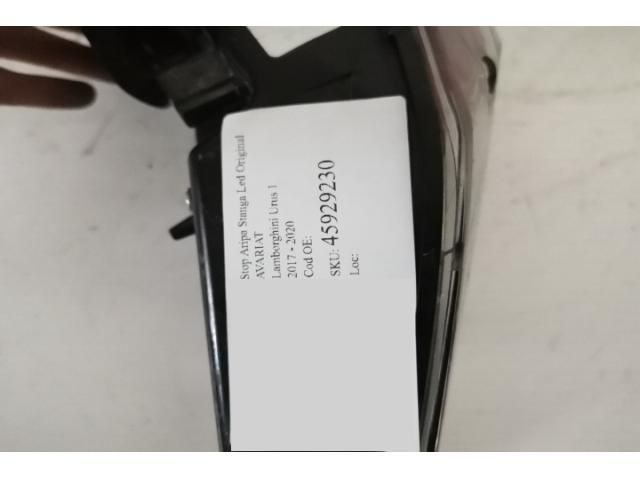 Stop Aripa Stanga Led Original
AVARIAT
Lamborghini Urus 1
2017 - 2020
Cod OE:
SKU: 45929230
Loc: